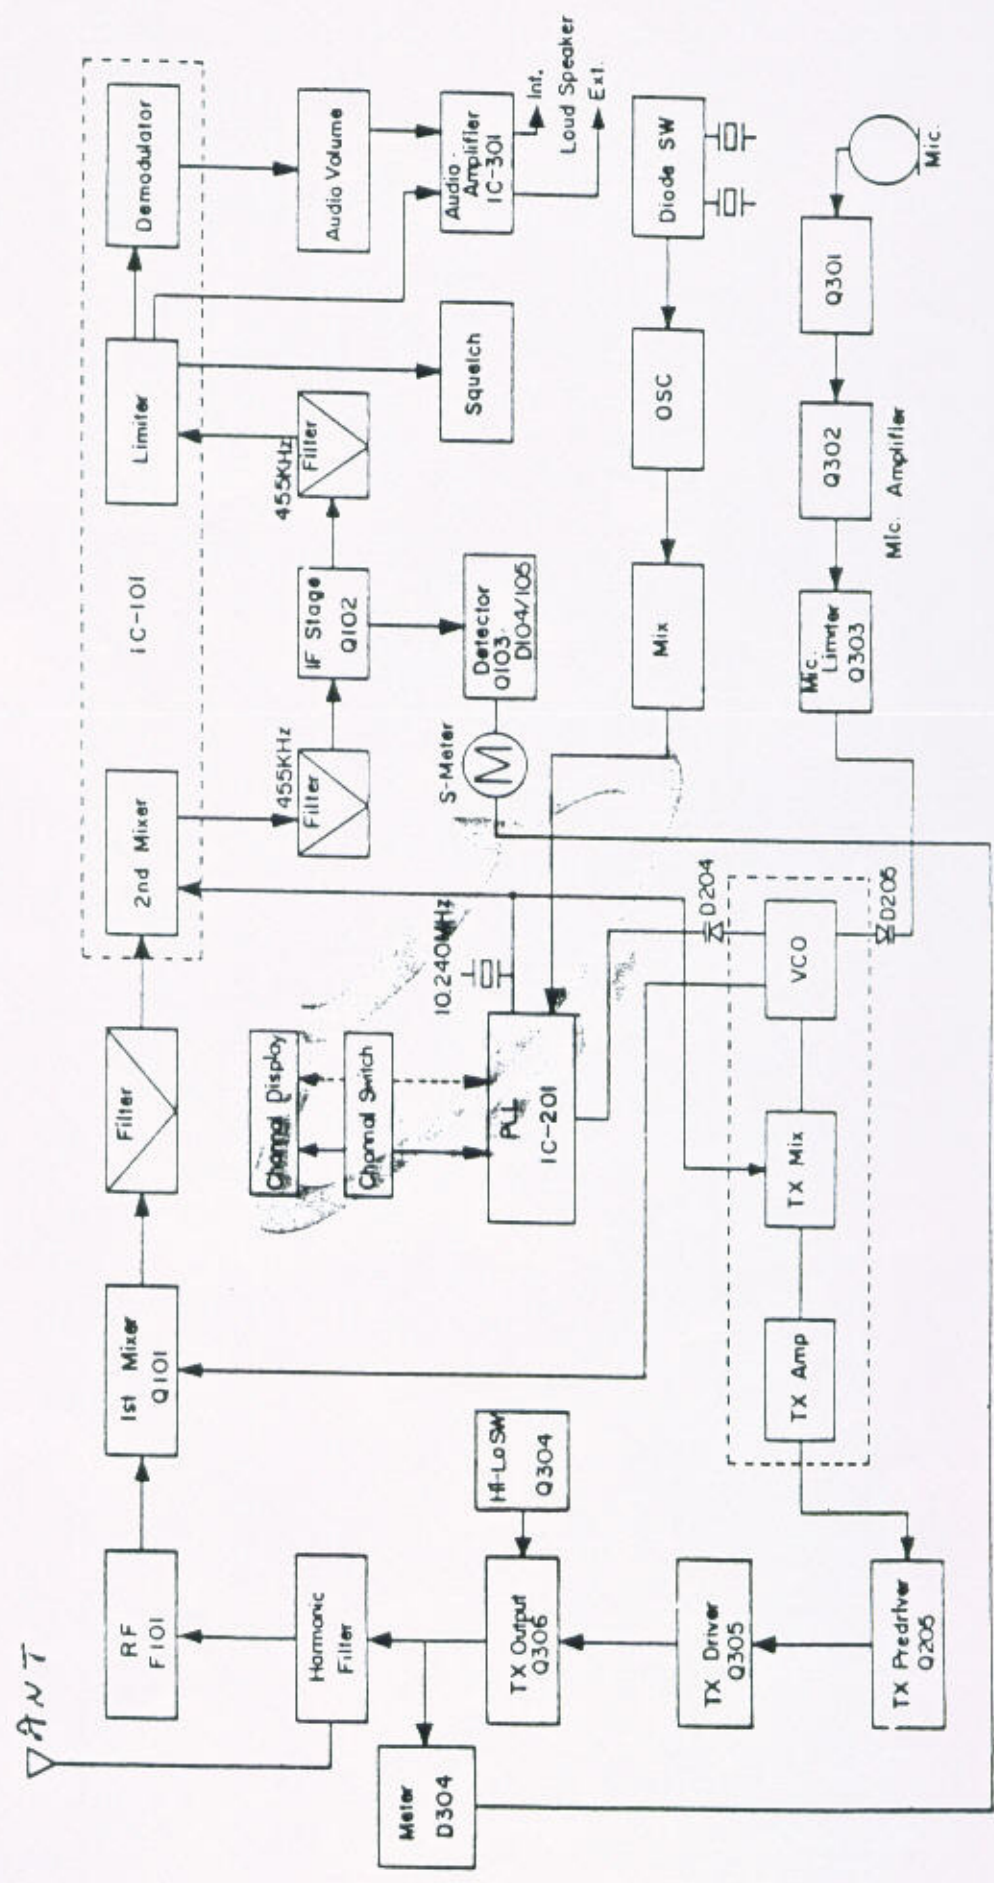 ANT
RF
F101
1st Mixer
Q101
Filter
2nd Mixer
IC-101
Limiter
Demodulator
Harmonic
Filter
Channel Display
Channel Switch
455KHz
Filter
IF Stage
Q102
455KHz
Filter
Audio Volume
Meter
D304
TX Output
Q306
Hi-LoSW
Q304
PLL
IC-201
10.240MHz
S-Meter
M
Detector
Q103
D104/105
Squelch
Audio
Amplifier
IC-301
Int.
Loud Speaker
Ext.
TX Driver
Q305
Mix
OSC
Diode SW
TX Predriver
Q205
TX Amp
TX Mix
VCO
D204
D205
Mic.
Limiter
Q303
Q302
Q301
Mic. Amplifier
Mic.